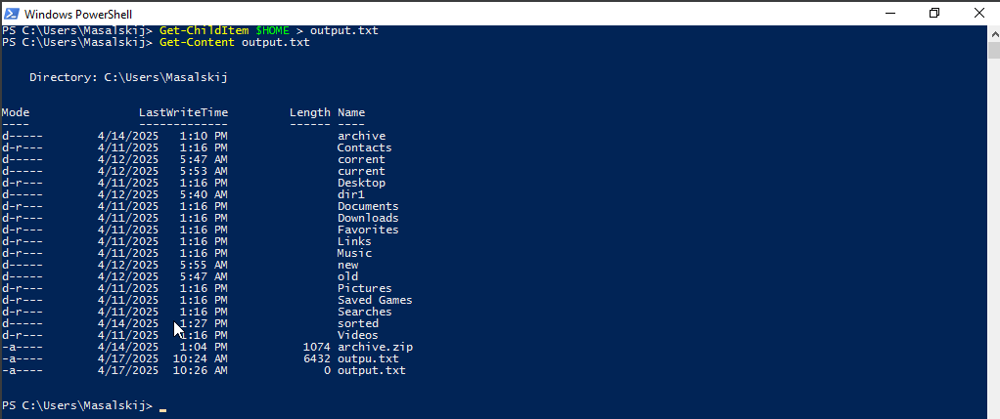 Windows PowerShell
PS C:\Users\Masalskij> Get-ChildItem $HOME > output.txt
PS C:\Users\Masalskij> Get-Content output.txt
Directory: C:\Users\Masalskij
Mode LastWriteTime Length Name
---- ------------- ------ ----
d----- 4/14/2025 1:10 PM archive
d-r--- 4/11/2025 1:16 PM Contacts
d----- 4/12/2025 5:47 AM corrent
d----- 4/12/2025 5:53 AM current
d-r--- 4/11/2025 1:16 PM Desktop
d----- 4/12/2025 5:40 AM dir1
d-r--- 4/11/2025 1:16 PM Documents
d-r--- 4/11/2025 1:16 PM Downloads
d-r--- 4/11/2025 1:16 PM Favorites
d-r--- 4/11/2025 1:16 PM Links
d-r--- 4/11/2025 1:16 PM Music
d----- 4/12/2025 5:55 AM new
d----- 4/12/2025 5:47 AM old
d-r--- 4/11/2025 1:16 PM Pictures
d-r--- 4/11/2025 1:16 PM Saved Games
d-r--- 4/11/2025 1:16 PM Searches
d----- 4/14/2025 1:27 PM sorted
d-r--- 4/11/2025 1:16 PM Videos
-a---- 4/14/2025 1:04 PM 1074 archive.zip
-a---- 4/17/2025 10:24 AM 6432 outpu.txt
-a---- 4/17/2025 10:26 AM 0 output.txt
PS C:\Users\Masalskij> _